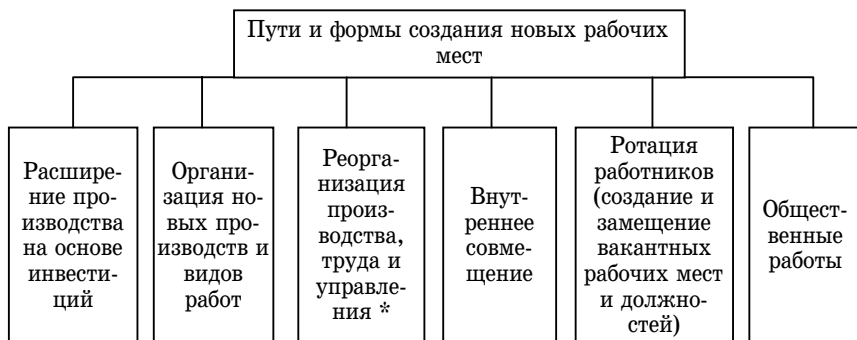 Пути и формы создания новых рабочих
мест
Расшире-
ние про-
изводства
на основе
инвести-
ций
Органи-
зация но-
вых про-
изводств и
видов
работ
Реорга-
низация
произ-
водства,
труда и
управле-
ния *
Внут-
реннее
совме-
щение
Ротация
работников
(создание и
замещение
вакантных
рабочих мест
и должно-
стей)
Общест-
венные
работы